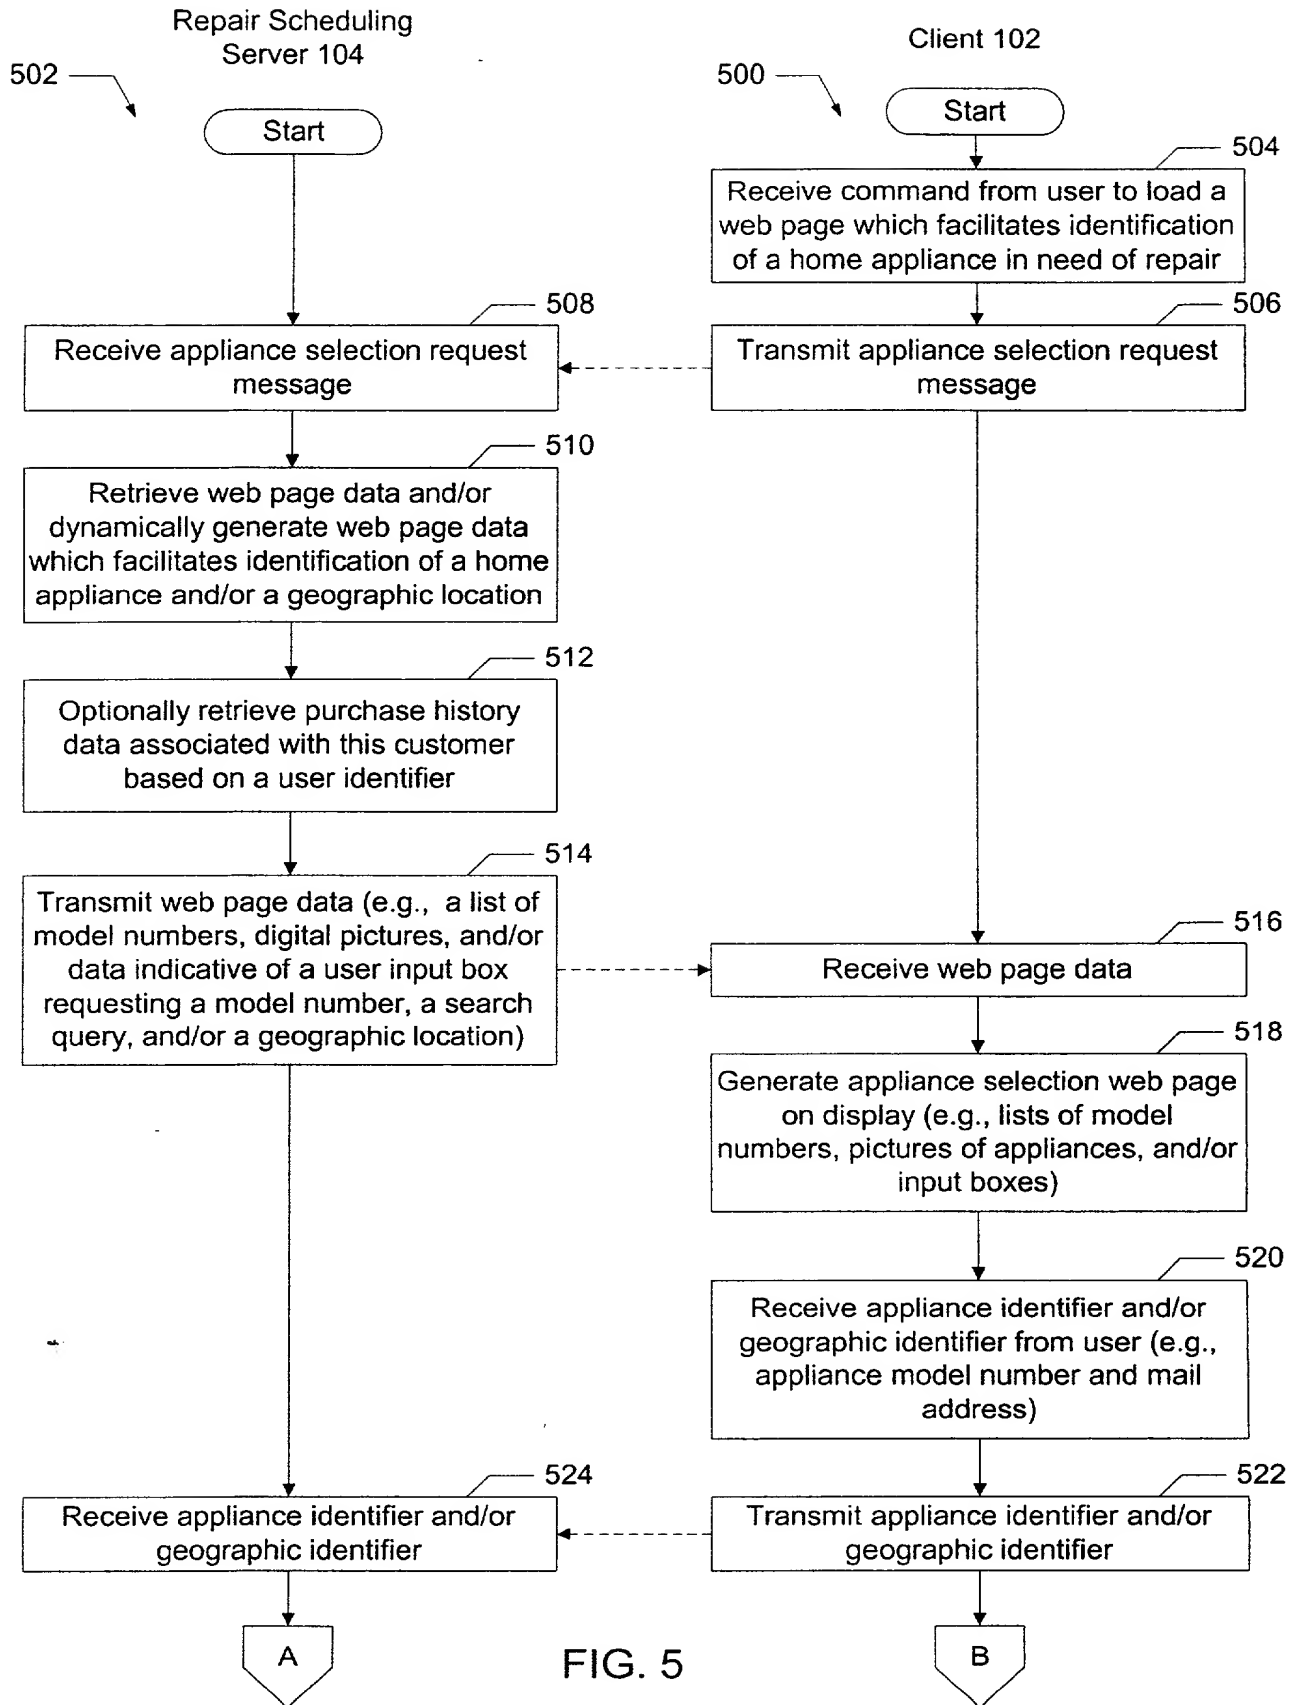 Repair Scheduling
Server 104
Client 102
502
500
Start
Start
504
Receive command from user to load a
web page which facilitates identification
of a home appliance in need of repair
508
506
Receive appliance selection request
message
Transmit appliance selection request
message
510
Retrieve web page data and/or
dynamically generate web page data
which facilitates identification of a home
appliance and/or a geographic location
512
Optionally retrieve purchase history
data associated with this customer
based on a user identifier
514
Transmit web page data (e.g., a list of
model numbers, digital pictures, and/or
data indicative of a user input box
requesting a model number, a search
query, and/or a geographic location)
516
Receive web page data
518
Generate appliance selection web page
on display (e.g., lists of model
numbers, pictures of appliances, and/or
input boxes)
520
Receive appliance identifier and/or
geographic identifier from user (e.g.,
appliance model number and mail
address)
524
522
Receive appliance identifier and/or
geographic identifier
Transmit appliance identifier and/or
geographic identifier
A
B
FIG. 5